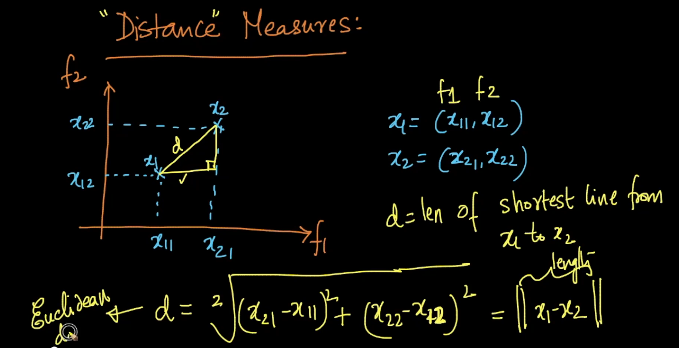 "Distance" Measures:
f2
x22
x2
d
x1
x12
x11 x21 f1
f1 f2
x1 = (x11, x12)
x2 = (x21, x22)
d = len of shortest line from
x1 to x2
length
Euclidean d = 2√(x21-x11)² + (x22-x12)² = ||x1-x2||